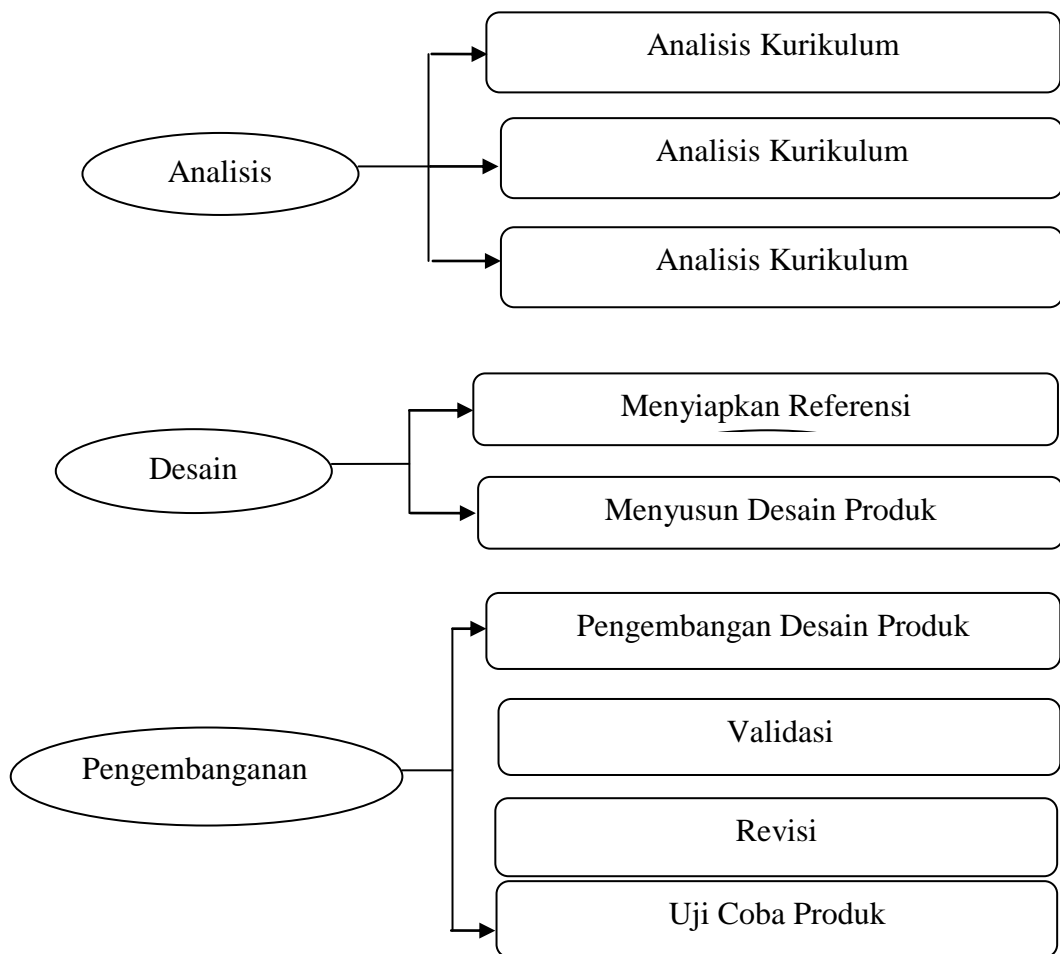 Analisis Kurikulum
Analisis
Analisis Kurikulum
Analisis Kurikulum
Menyiapkan Referensi
Desain
Menyusun Desain Produk
Pengembangan Desain Produk
Validasi
Pengembanganan
Revisi
Uji Coba Produk